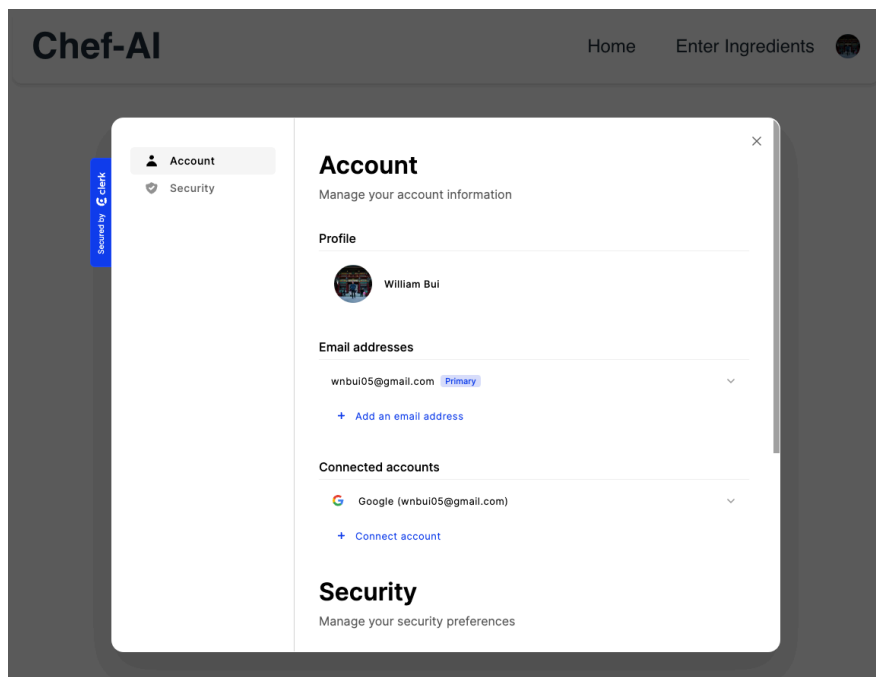 Chef-AI
Home
Enter Ingredients
Account
Security
Secured by clerk
Account
Manage your account information
Profile
William Bui
Email addresses
wnbui05@gmail.com Primary
+ Add an email address
Connected accounts
Google (wnbui05@gmail.com)
+ Connect account
Security
Manage your security preferences